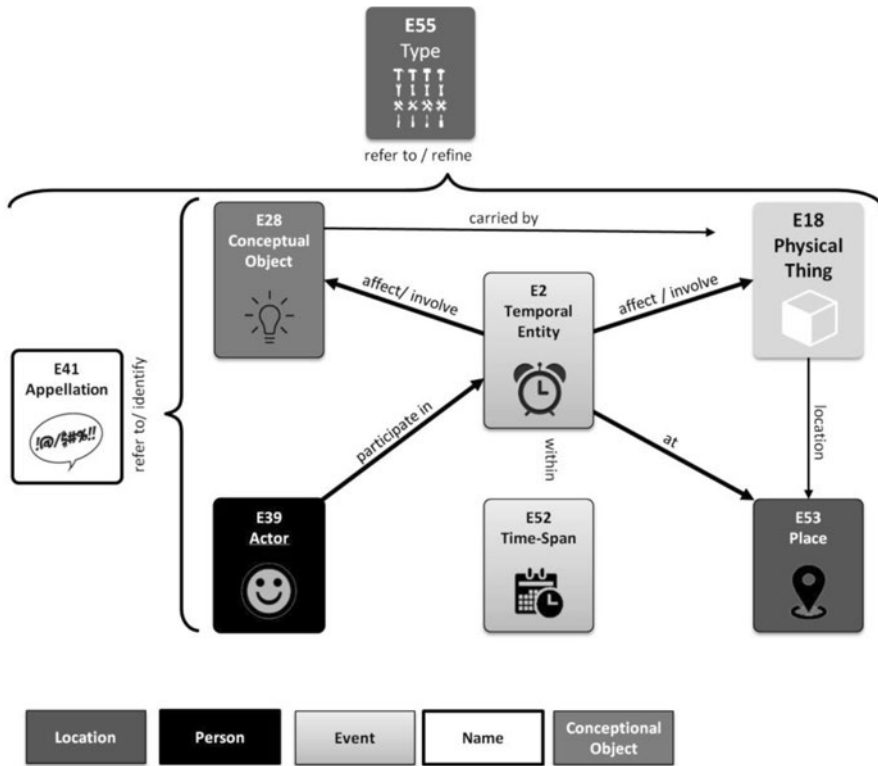 E55
Type
refer to / refine
E28
Conceptual
Object
carried by
E18
Physical
Thing
affect/ involve
E2
Temporal
Entity
affect / involve
E41
Appellation
!@/$#%!!
refer to/ identify
participate in
within
at
location
E39
Actor
E52
Time-Span
E53
Place
Location
Person
Event
Name
Conceptional
Object